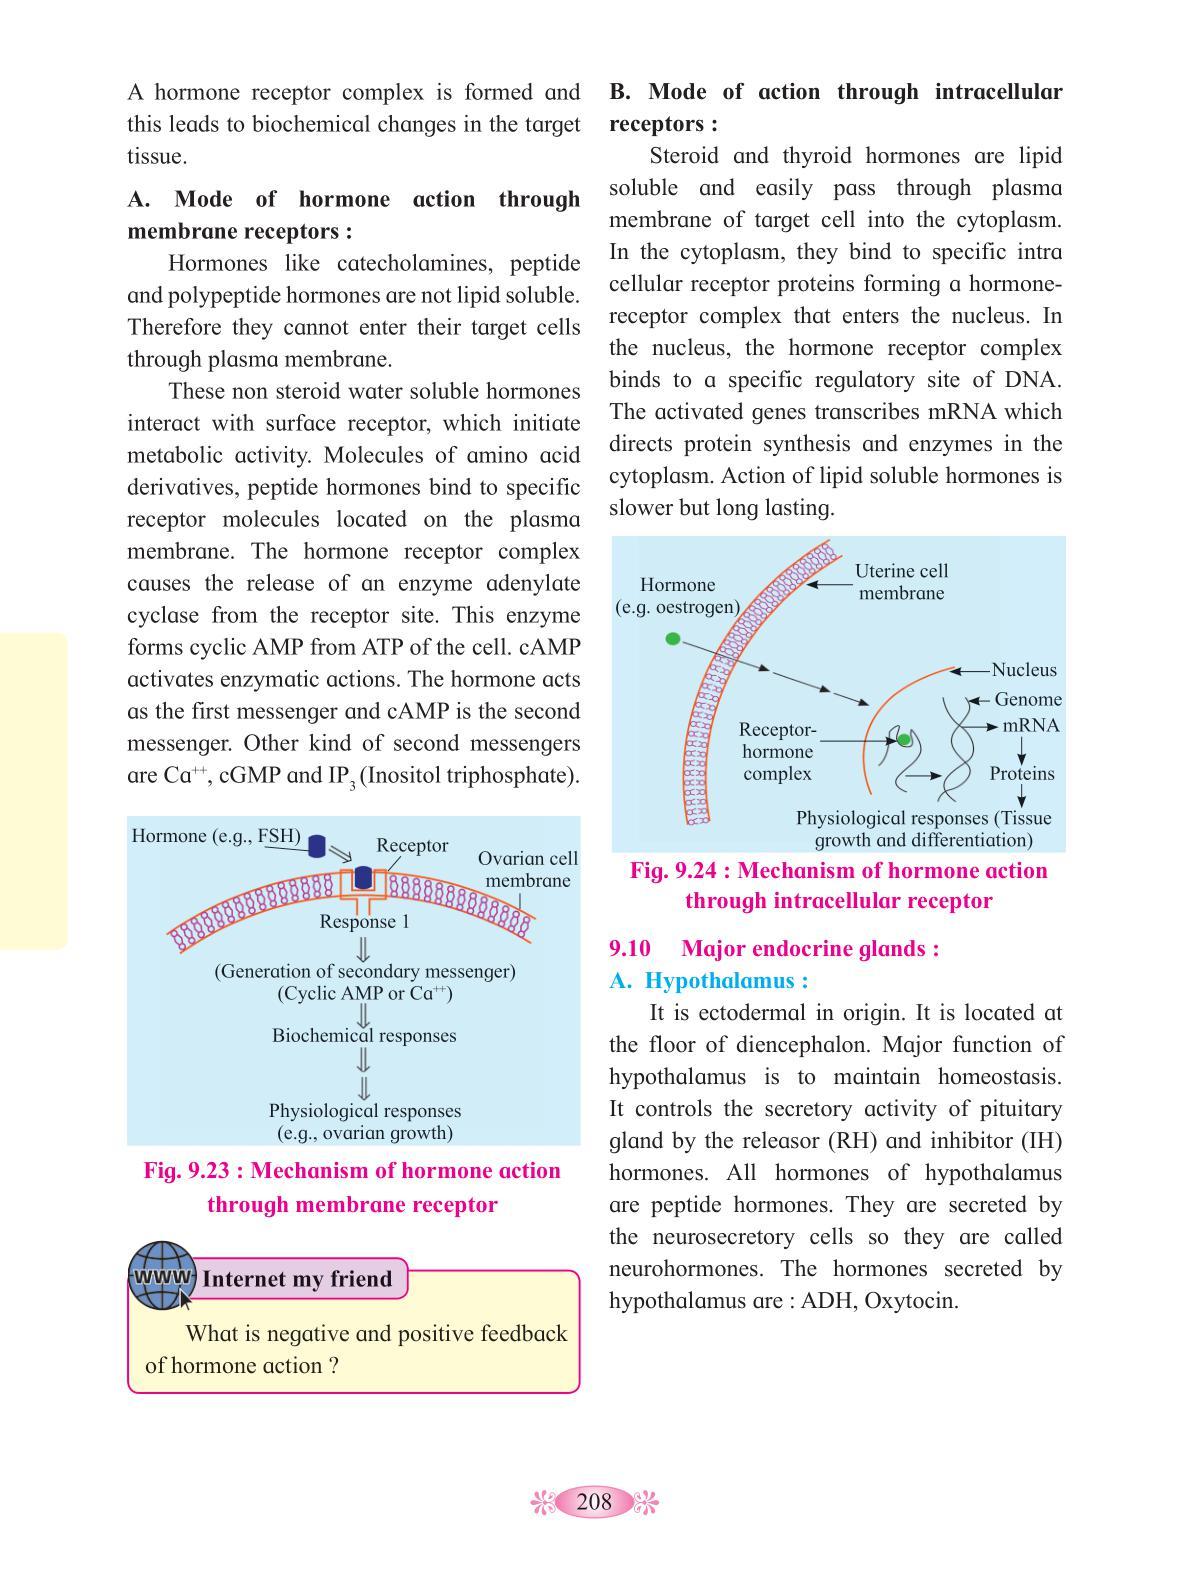 A hormone receptor complex is formed and
this leads to biochemical changes in the target
tissue.
A. Mode of hormone action through
membrane receptors :
Hormones like catecholamines, peptide
and polypeptide hormones are not lipid soluble.
Therefore they cannot enter their target cells
through plasma membrane.
These non steroid water soluble hormones
interact with surface receptor, which initiate
metabolic activity. Molecules of amino acid
derivatives, peptide hormones bind to specific
receptor molecules located on the plasma
membrane. The hormone receptor complex
causes the release of an enzyme adenylate
cyclase from the receptor site. This enzyme
forms cyclic AMP from ATP of the cell. cAMP
activates enzymatic actions. The hormone acts
as the first messenger and cAMP is the second
messenger. Other kind of second messengers
are Ca⁺⁺, cGMP and IP₃ (Inositol triphosphate).
Hormone (e.g., FSH)
Receptor
Ovarian cell
membrane
Response 1
(Generation of secondary messenger)
(Cyclic AMP or Ca⁺⁺)
Biochemical responses
Physiological responses
(e.g., ovarian growth)
Fig. 9.23 : Mechanism of hormone action
through membrane receptor
www
Internet my friend
What is negative and positive feedback
of hormone action ?
B. Mode of action through intracellular
receptors :
Steroid and thyroid hormones are lipid
soluble and easily pass through plasma
membrane of target cell into the cytoplasm.
In the cytoplasm, they bind to specific intra
cellular receptor proteins forming a hormone-
receptor complex that enters the nucleus. In
the nucleus, the hormone receptor complex
binds to a specific regulatory site of DNA.
The activated genes transcribes mRNA which
directs protein synthesis and enzymes in the
cytoplasm. Action of lipid soluble hormones is
slower but long lasting.
Hormone
(e.g. oestrogen)
Uterine cell
membrane
Nucleus
Genome
mRNA
Receptor-
hormone
complex
Proteins
Physiological responses (Tissue
growth and differentiation)
Fig. 9.24 : Mechanism of hormone action
through intracellular receptor
9.10 Major endocrine glands :
A. Hypothalamus :
It is ectodermal in origin. It is located at
the floor of diencephalon. Major function of
hypothalamus is to maintain homeostasis.
It controls the secretory activity of pituitary
gland by the releasor (RH) and inhibitor (IH)
hormones. All hormones of hypothalamus
are peptide hormones. They are secreted by
the neurosecretory cells so they are called
neurohormones. The hormones secreted by
hypothalamus are : ADH, Oxytocin.
208